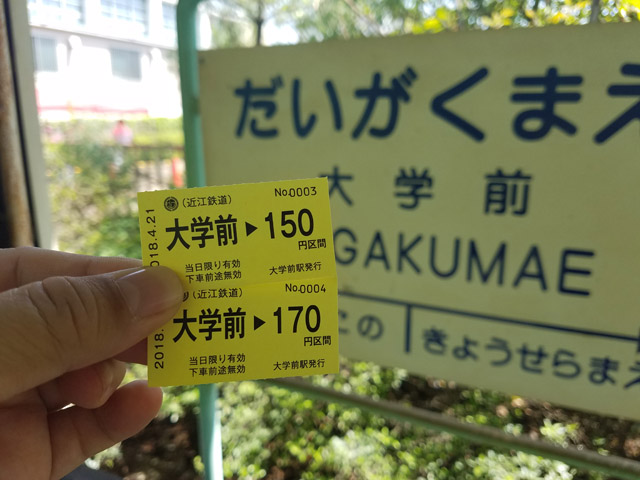 だいがくまえ
大学前
GAKUMAE
たの
きょうせらまえ
(近江鉄道)
No.0003
2018.4.21
大学前▶150
円区間
当日限り有効
下車前途無効
大学前駅発行
(近江鉄道)
No.0004
2018.
大学前▶170
円区間
当日限り有効
下車前途無効
大学前駅発行